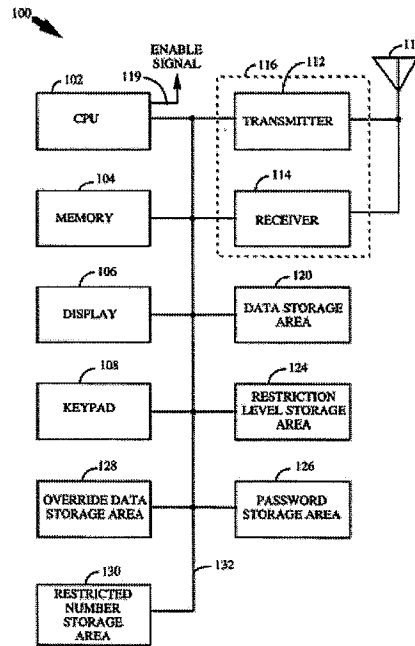 100
ENABLE
SIGNAL
119
102
CPU
116
112
TRANSMITTER
104
MEMORY
114
RECEIVER
106
DISPLAY
120
DATA STORAGE
AREA
108
KEYPAD
124
RESTRICTION
LEVEL STORAGE
AREA
128
OVERRIDE DATA
STORAGE AREA
126
PASSWORD
STORAGE AREA
130
RESTRICTED
NUMBER
STORAGE
AREA
132